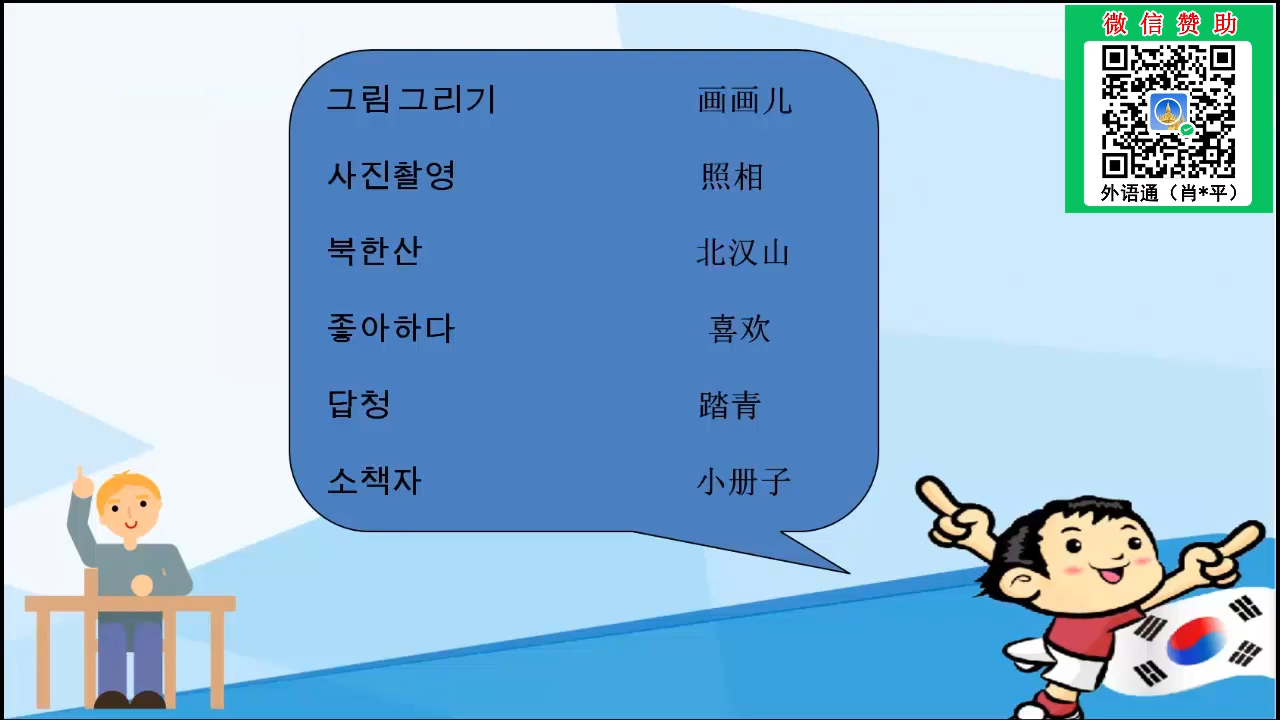 微信赞助
外语通（肖*平）
그림그리기 画画儿
사진촬영 照相
북한산 北汉山
좋아하다 喜欢
답청 踏青
소책자 小册子